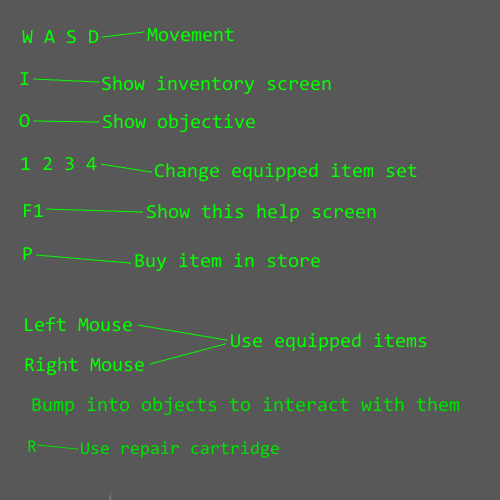 W A S D Movement
I Show inventory screen
O Show objective
1 2 3 4 Change equipped item set
F1 Show this help screen
P Buy item in store
Left Mouse
Use equipped items
Right Mouse
Bump into objects to interact with them
R Use repair cartridge